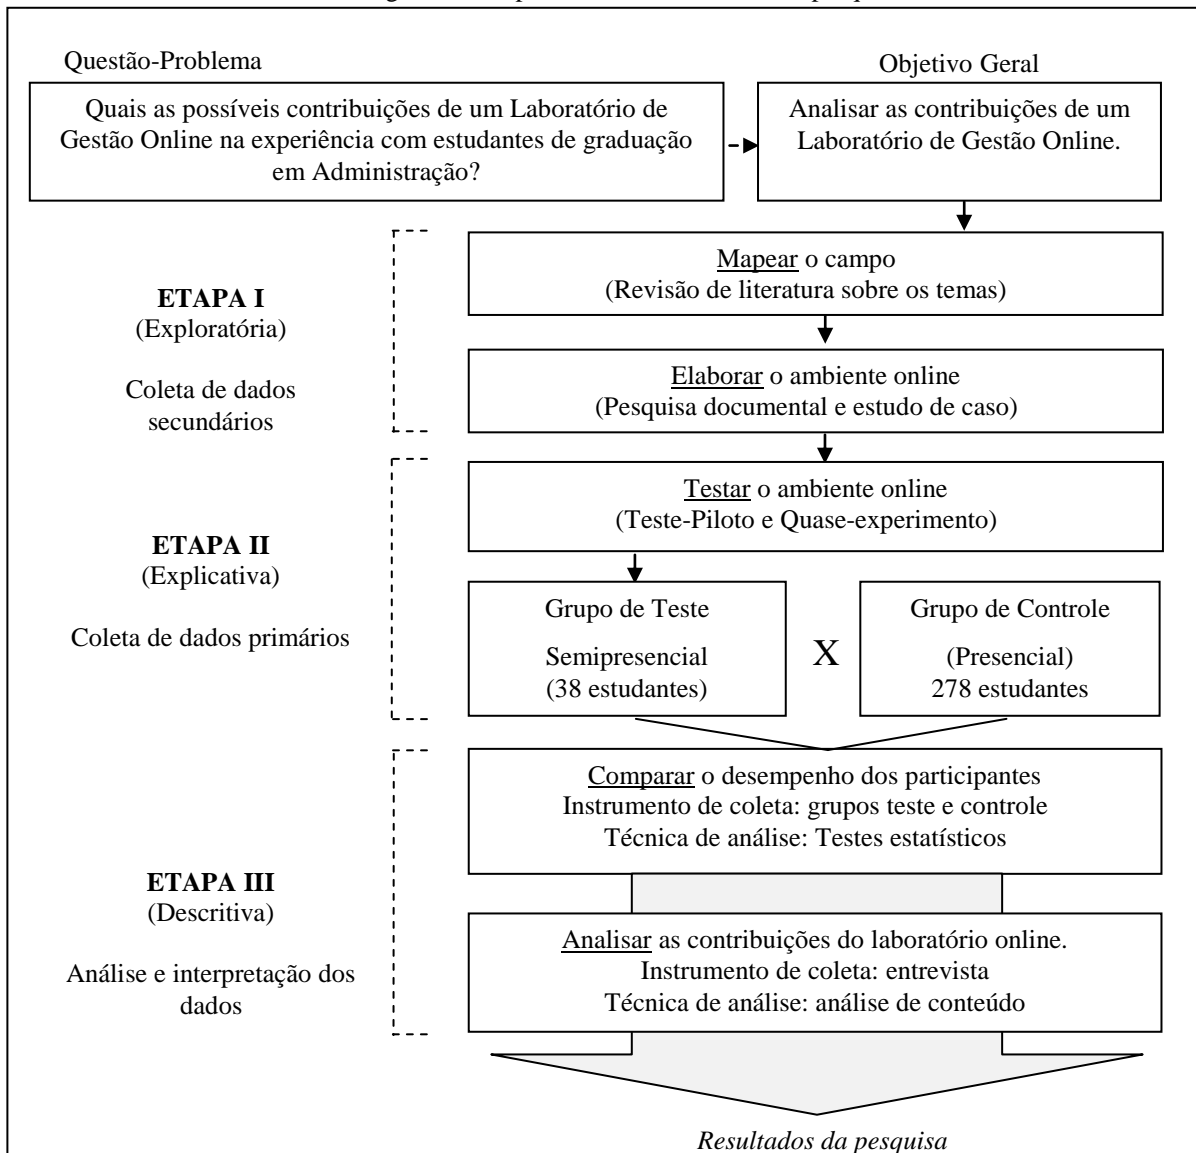 Questão-Problema
Objetivo Geral
Quais as possíveis contribuições de um Laboratório de
Gestão Online na experiência com estudantes de graduação
em Administração?
Analisar as contribuições de um
Laboratório de Gestão Online.
ETAPA I
(Exploratória)
Coleta de dados
secundários
Mapear o campo
(Revisão de literatura sobre os temas)
Elaborar o ambiente online
(Pesquisa documental e estudo de caso)
ETAPA II
(Explicativa)
Coleta de dados primários
Testar o ambiente online
(Teste-Piloto e Quase-experimento)
Grupo de Teste
Semipresencial
(38 estudantes)
X
Grupo de Controle
(Presencial)
278 estudantes
ETAPA III
(Descritiva)
Análise e interpretação dos
dados
Comparar o desempenho dos participantes
Instrumento de coleta: grupos teste e controle
Técnica de análise: Testes estatísticos
Analisar as contribuições do laboratório online.
Instrumento de coleta: entrevista
Técnica de análise: análise de conteúdo
Resultados da pesquisa